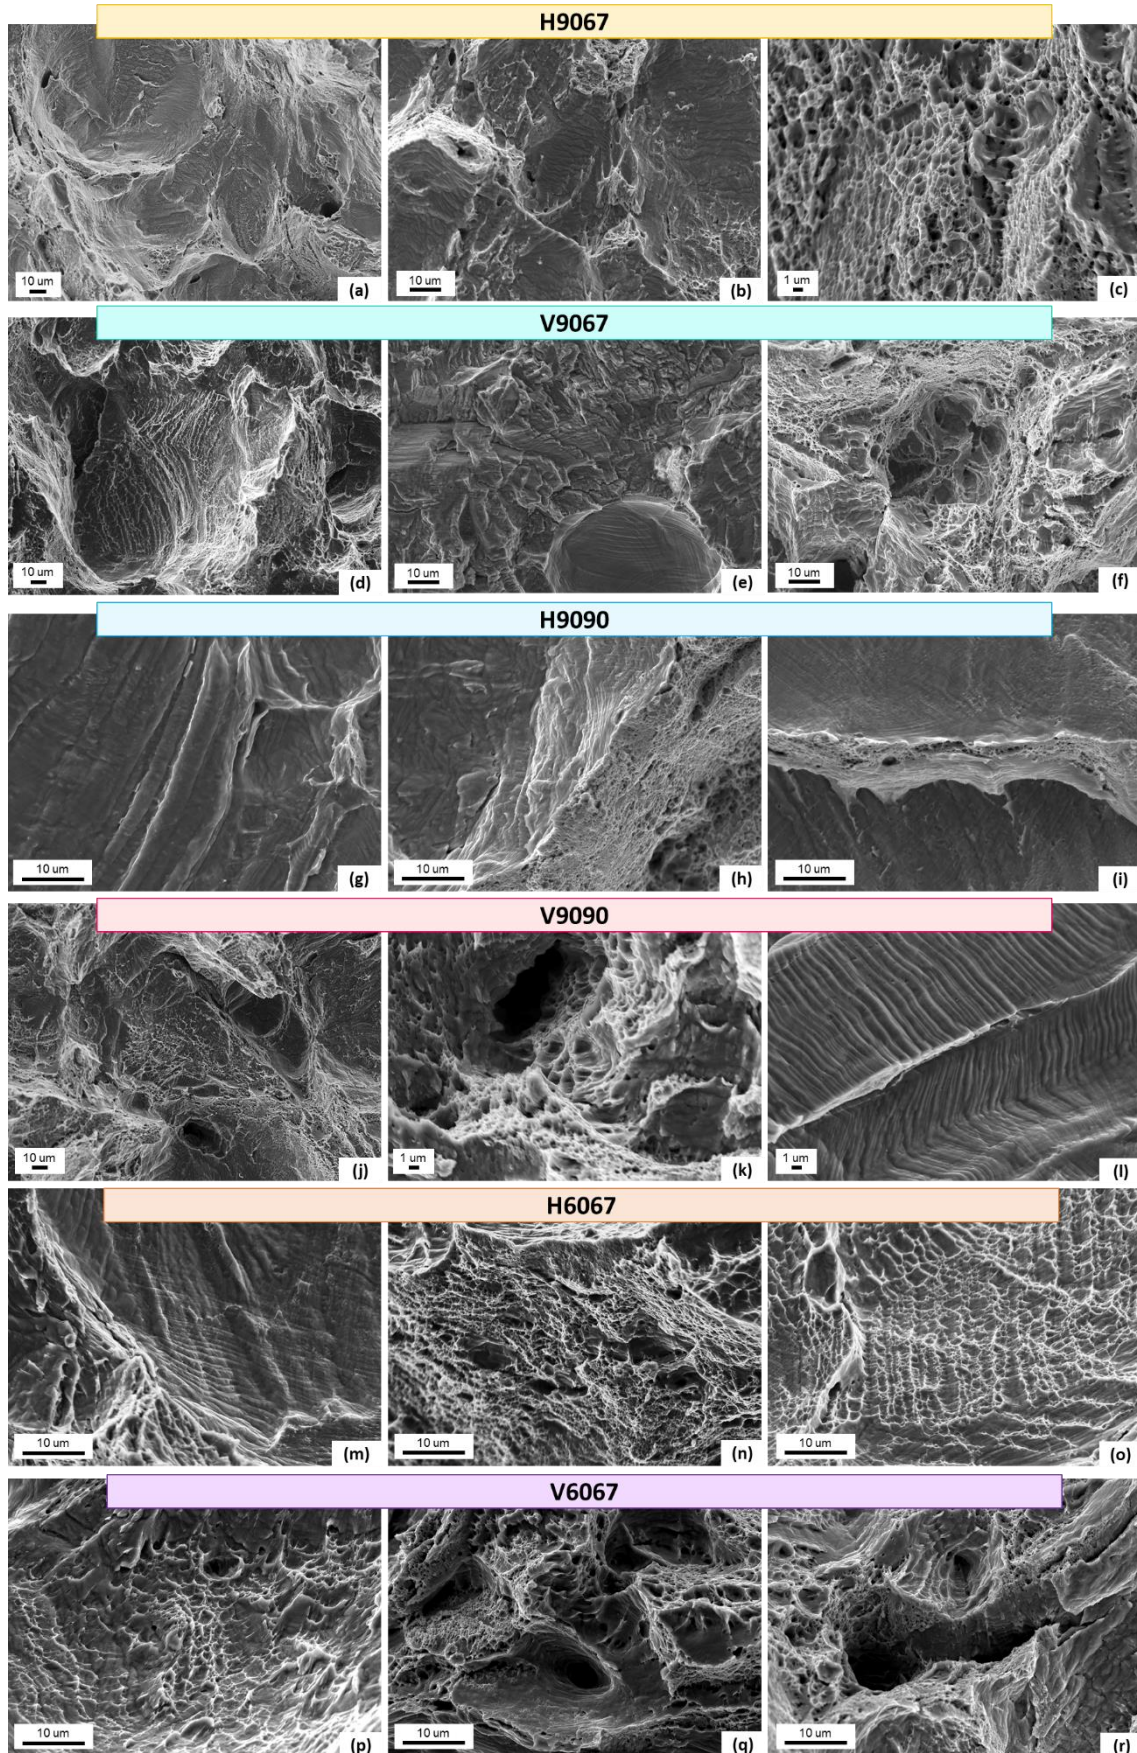 H9067
10 um (a) 10 um (b) 1 um (c)
V9067
10 um (d) 10 um (e) 10 um (f)
H9090
10 um (g) 10 um (h) 10 um (i)
V9090
10 um (j) 1 um (k) 1 um (l)
H6067
10 um (m) 10 um (n) 10 um (o)
V6067
10 um (p) 10 um (q) 10 um (r)